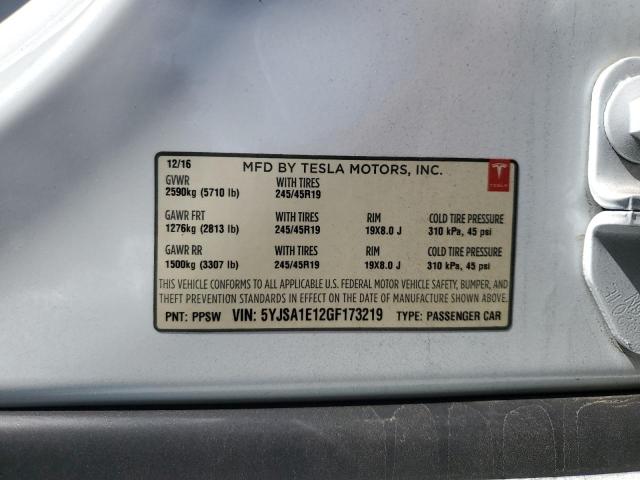 12/16 MFD BY TESLA MOTORS, INC.
TESLA
GVWR WITH TIRES
2590kg (5710 lb) 245/45R19
GAWR FRT WITH TIRES RIM COLD TIRE PRESSURE
1276kg (2813 lb) 245/45R19 19X8.0 J 310 kPa, 45 psi
GAWR RR WITH TIRES RIM COLD TIRE PRESSURE
1500kg (3307 lb) 245/45R19 19X8.0 J 310 kPa, 45 psi
THIS VEHICLE CONFORMS TO ALL APPLICABLE U.S. FEDERAL MOTOR VEHICLE SAFETY, BUMPER, AND
THEFT PREVENTION STANDARDS IN EFFECT ON THE DATE OF MANUFACTURE SHOWN ABOVE.
PNT: PPSW VIN: 5YJSA1E12GF173219 TYPE: PASSENGER CAR